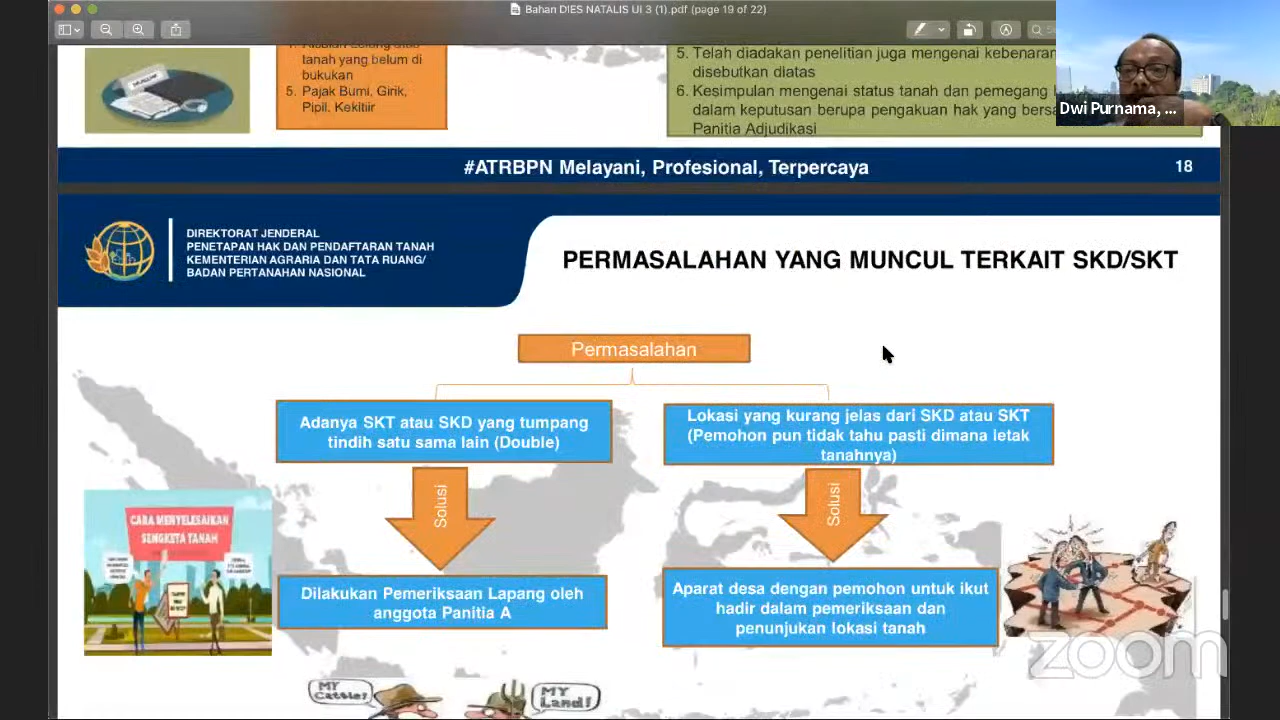 Bahan DIES NATALIS UI 3 (1).pdf (page 19 of 22)
tanah yang belum di
bukukan
5. Pajak Bumi, Girik,
Pipil, Kekitiir
5. Telah diadakan penelitian juga mengenai kebenaran
disebutkan diatas
6. Kesimpulan mengenai status tanah dan pemegang
dalam keputusan berupa pengakuan hak yang
Panitia Adjudikasi
Dwi Purnama, ...
#ATRBPN Melayani, Profesional, Terpercaya
18
DIREKTORAT JENDERAL
PENETAPAN HAK DAN PENDAFTARAN TANAH
KEMENTERIAN AGRARIA DAN TATA RUANG/
BADAN PERTANAHAN NASIONAL
PERMASALAHAN YANG MUNCUL TERKAIT SKD/SKT
Permasalahan
Adanya SKT atau SKD yang tumpang
tindih satu sama lain (Double)
Lokasi yang kurang jelas dari SKD atau SKT
(Pemohon pun tidak tahu pasti dimana letak
tanahnya)
Solusi
Solusi
CARA MENYELESAIKAN
SENGKETA TANAH
Dilakukan Pemeriksaan Lapang oleh
anggota Panitia A
Aparat desa dengan pemohon untuk ikut
hadir dalam pemeriksaan dan
penunjukan lokasi tanah
zoom
MY
Cattle!
MY
Land!